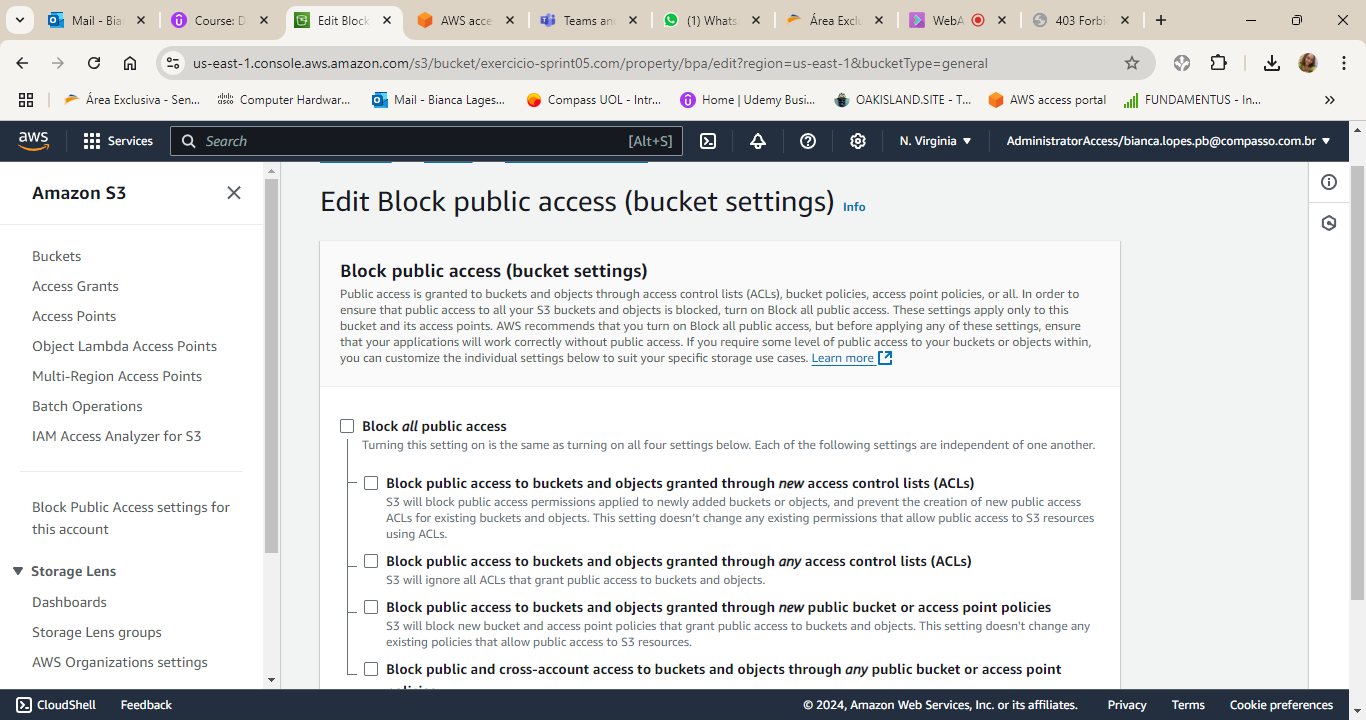 Mail - Bia
Course: D
Edit Block
AWS acce
Teams an
(1) Whats
Área Exclu
WebA
403 Forbi
us-east-1.console.aws.amazon.com/s3/bucket/exercicio-sprint05.com/property/bpa/edit?region=us-east-1&bucketType=general
Área Exclusiva - Sen...
Computer Hardwar...
Mail - Bianca Lages...
Compass UOL - Intr...
Home | Udemy Busi...
OAKISLAND.SITE - T...
AWS access portal
FUNDAMENTUS - In...
aws
Services
Search
[Alt+S]
N. Virginia
AdministratorAccess/bianca.lopes.pb@compasso.com.br
Amazon S3
Buckets
Access Grants
Access Points
Object Lambda Access Points
Multi-Region Access Points
Batch Operations
IAM Access Analyzer for S3
Block Public Access settings for
this account
Storage Lens
Dashboards
Storage Lens groups
AWS Organizations settings
Edit Block public access (bucket settings) Info
Block public access (bucket settings)
Public access is granted to buckets and objects through access control lists (ACLs), bucket policies, access point policies, or all. In order to
ensure that public access to all your S3 buckets and objects is blocked, turn on Block all public access. These settings apply only to this
bucket and its access points. AWS recommends that you turn on Block all public access, but before applying any of these settings, ensure
that your applications will work correctly without public access. If you require some level of public access to your buckets or objects within,
you can customize the individual settings below to suit your specific storage use cases. Learn more
Block all public access
Turning this setting on is the same as turning on all four settings below. Each of the following settings are independent of one another.
Block public access to buckets and objects granted through new access control lists (ACLs)
S3 will block public access permissions applied to newly added buckets or objects, and prevent the creation of new public access
ACLs for existing buckets and objects. This setting doesn't change any existing permissions that allow public access to S3 resources
using ACLs.
Block public access to buckets and objects granted through any access control lists (ACLs)
S3 will ignore all ACLs that grant public access to buckets and objects.
Block public access to buckets and objects granted through new public bucket or access point policies
S3 will block new bucket and access point policies that grant public access to buckets and objects. This setting doesn't change any
existing policies that allow public access to S3 resources.
Block public and cross-account access to buckets and objects through any public bucket or access point
CloudShell
Feedback
© 2024, Amazon Web Services, Inc. or its affiliates.
Privacy
Terms
Cookie preferences